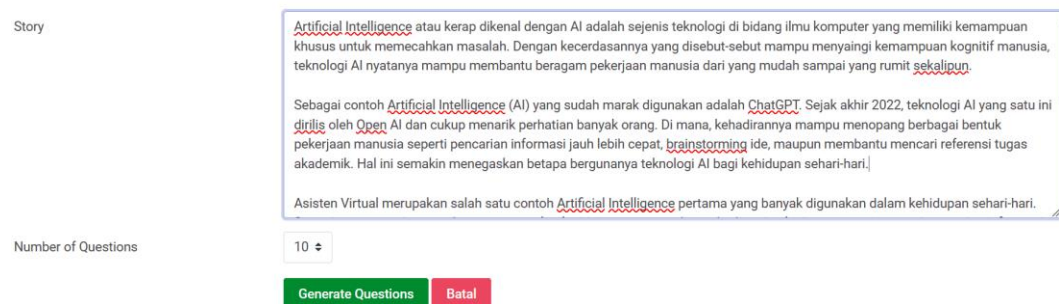 Story
Artificial Intelligence atau kerap dikenal dengan AI adalah sejenis teknologi di bidang ilmu komputer yang memiliki kemampuan
khusus untuk memecahkan masalah. Dengan kecerdasannya yang disebut-sebut mampu menyaingi kemampuan kognitif manusia,
teknologi AI nyatanya mampu membantu beragam pekerjaan manusia dari yang mudah sampai yang rumit sekalipun.
Sebagai contoh Artificial Intelligence (AI) yang sudah marak digunakan adalah ChatGPT. Sejak akhir 2022, teknologi AI yang satu ini
dirilis oleh Open AI dan cukup menarik perhatian banyak orang. Di mana, kehadirannya mampu menopang berbagai bentuk
pekerjaan manusia seperti pencarian informasi jauh lebih cepat, brainstorming ide, maupun membantu mencari referensi tugas
akademik. Hal ini semakin menegaskan betapa bergunanya teknologi AI bagi kehidupan sehari-hari.
Asisten Virtual merupakan salah satu contoh Artificial Intelligence pertama yang banyak digunakan dalam kehidupan sehari-hari.
Number of Questions
10
Generate Questions Batal